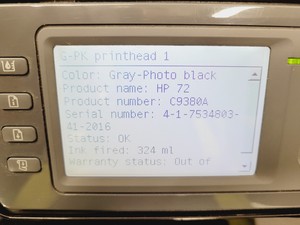 G-PK printhead 1
Color: Gray-Photo black
Product name: HP 72
Product number: C9380A
Serial number: 4-1-7534803-
41-2016
Status: OK
Ink fired: 324 ml
Warranty status: Out of